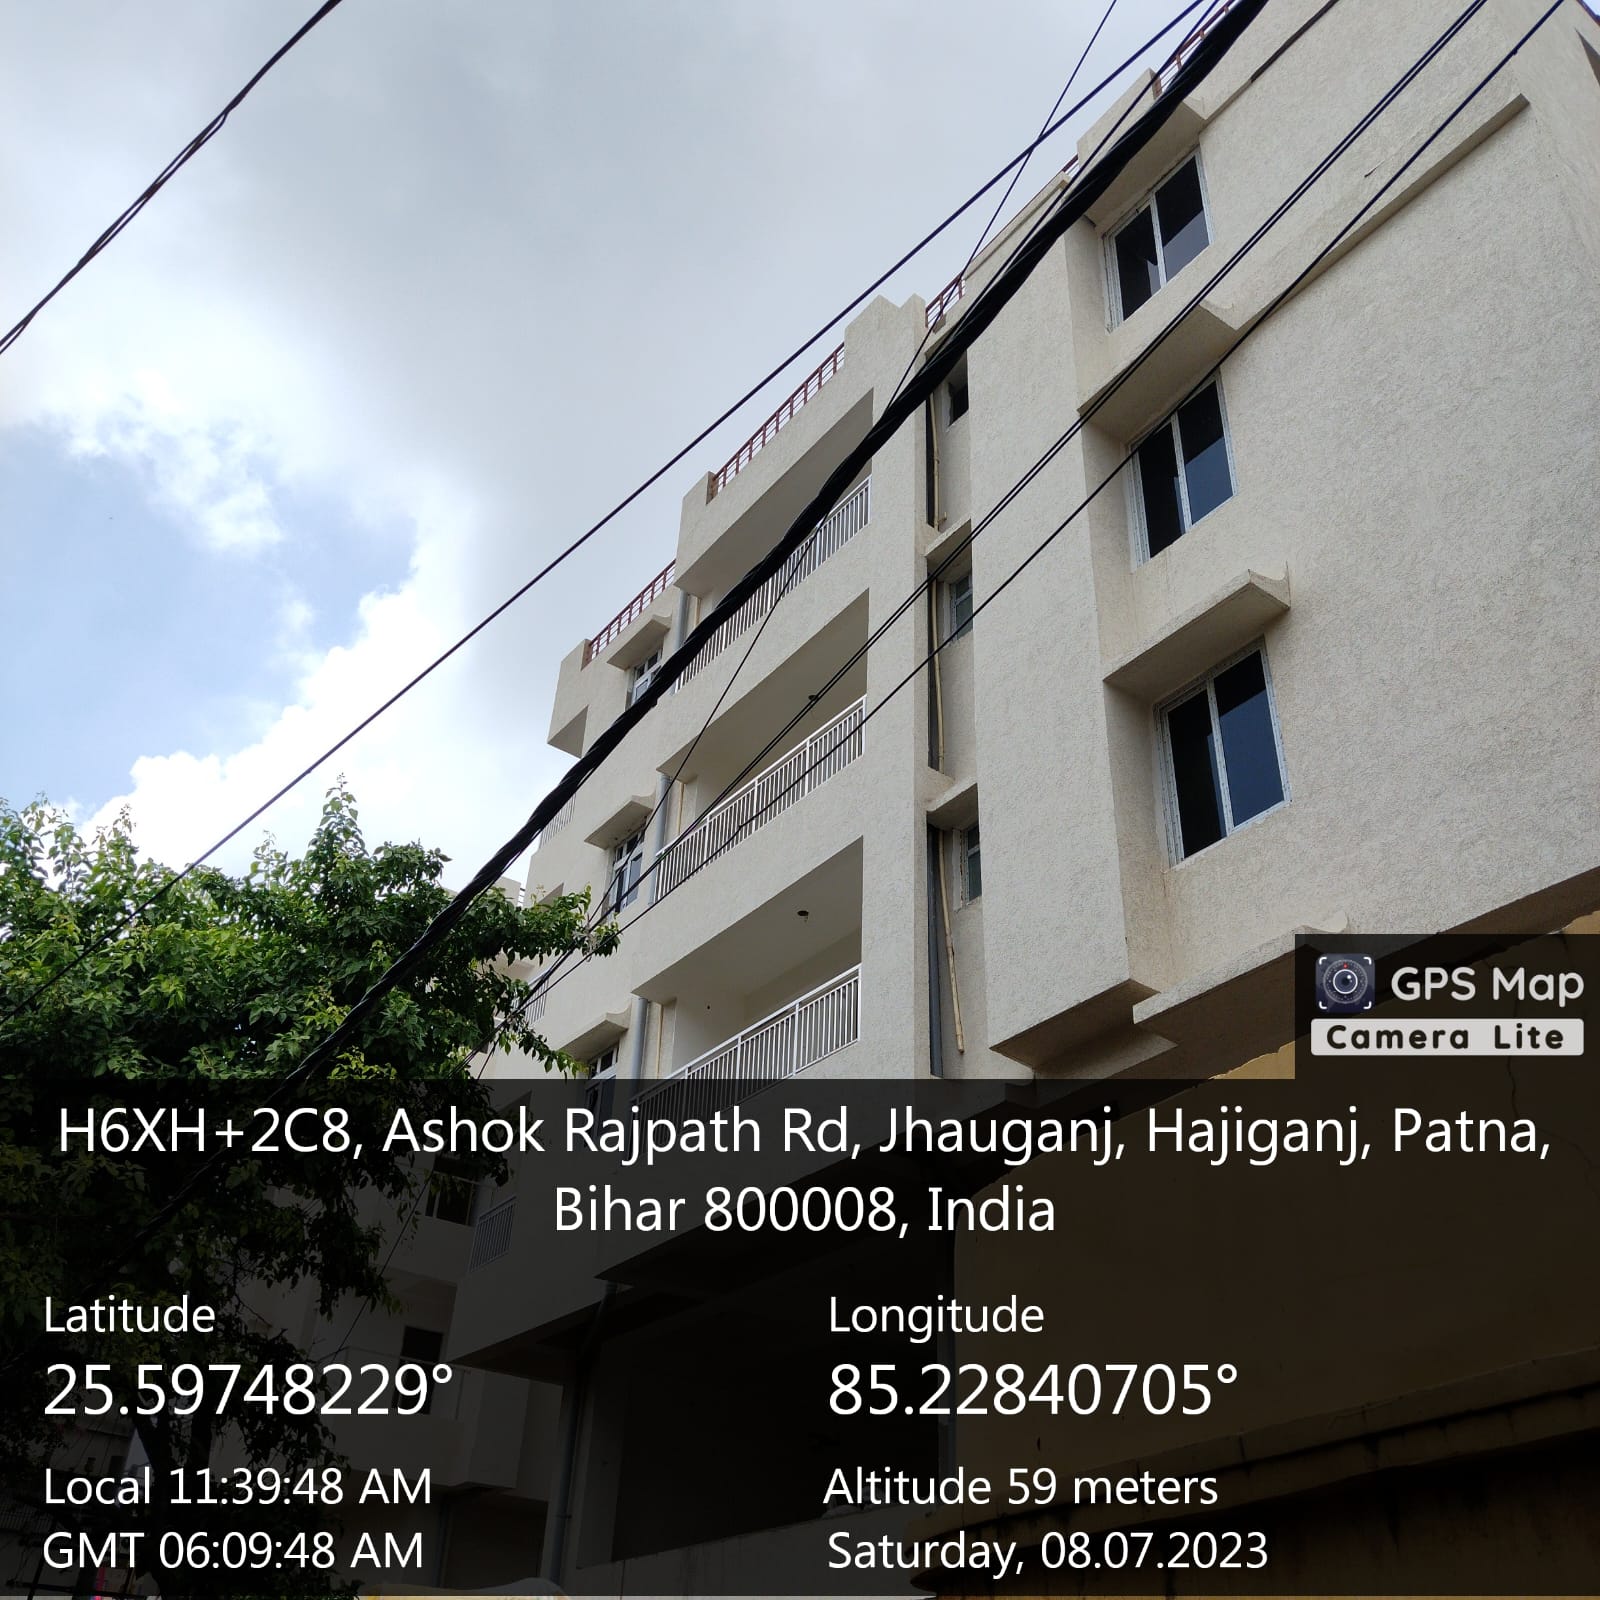 GPS Map
Camera Lite
H6XH+2C8, Ashok Rajpath Rd, Jhauganj, Hajiganj, Patna,
Bihar 800008, India
Latitude
25.59748229°
Longitude
85.22840705°
Local 11:39:48 AM
GMT 06:09:48 AM
Altitude 59 meters
Saturday, 08.07.2023